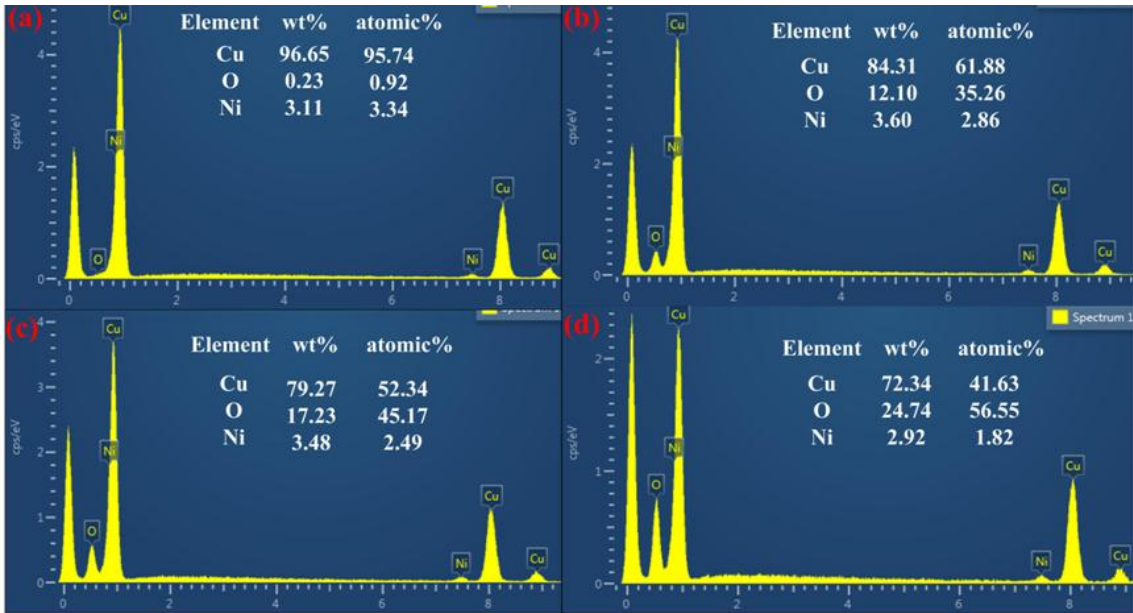 (a)
Element wt% atomic%
Cu 96.65 95.74
O 0.23 0.92
Ni 3.11 3.34
cps/eV
4
2
0
Cu
Ni
O
Ni
Cu
Cu
0 2 4 6 8
(b)
Element wt% atomic%
Cu 84.31 61.88
O 12.10 35.26
Ni 3.60 2.86
cps/eV
4
2
0
Cu
Ni
O
Ni
Cu
Cu
0 2 4 6 8
(c)
Element wt% atomic%
Cu 79.27 52.34
O 17.23 45.17
Ni 3.48 2.49
cps/eV
4
3
2
1
0
Cu
Ni
O
Ni
Cu
Cu
0 2 4 6 8
(d)
Spectrum 1
Element wt% atomic%
Cu 72.34 41.63
O 24.74 56.55
Ni 2.92 1.82
cps/eV
2
1
0
Cu
Ni
O
Ni
Cu
Cu
0 2 4 6 8